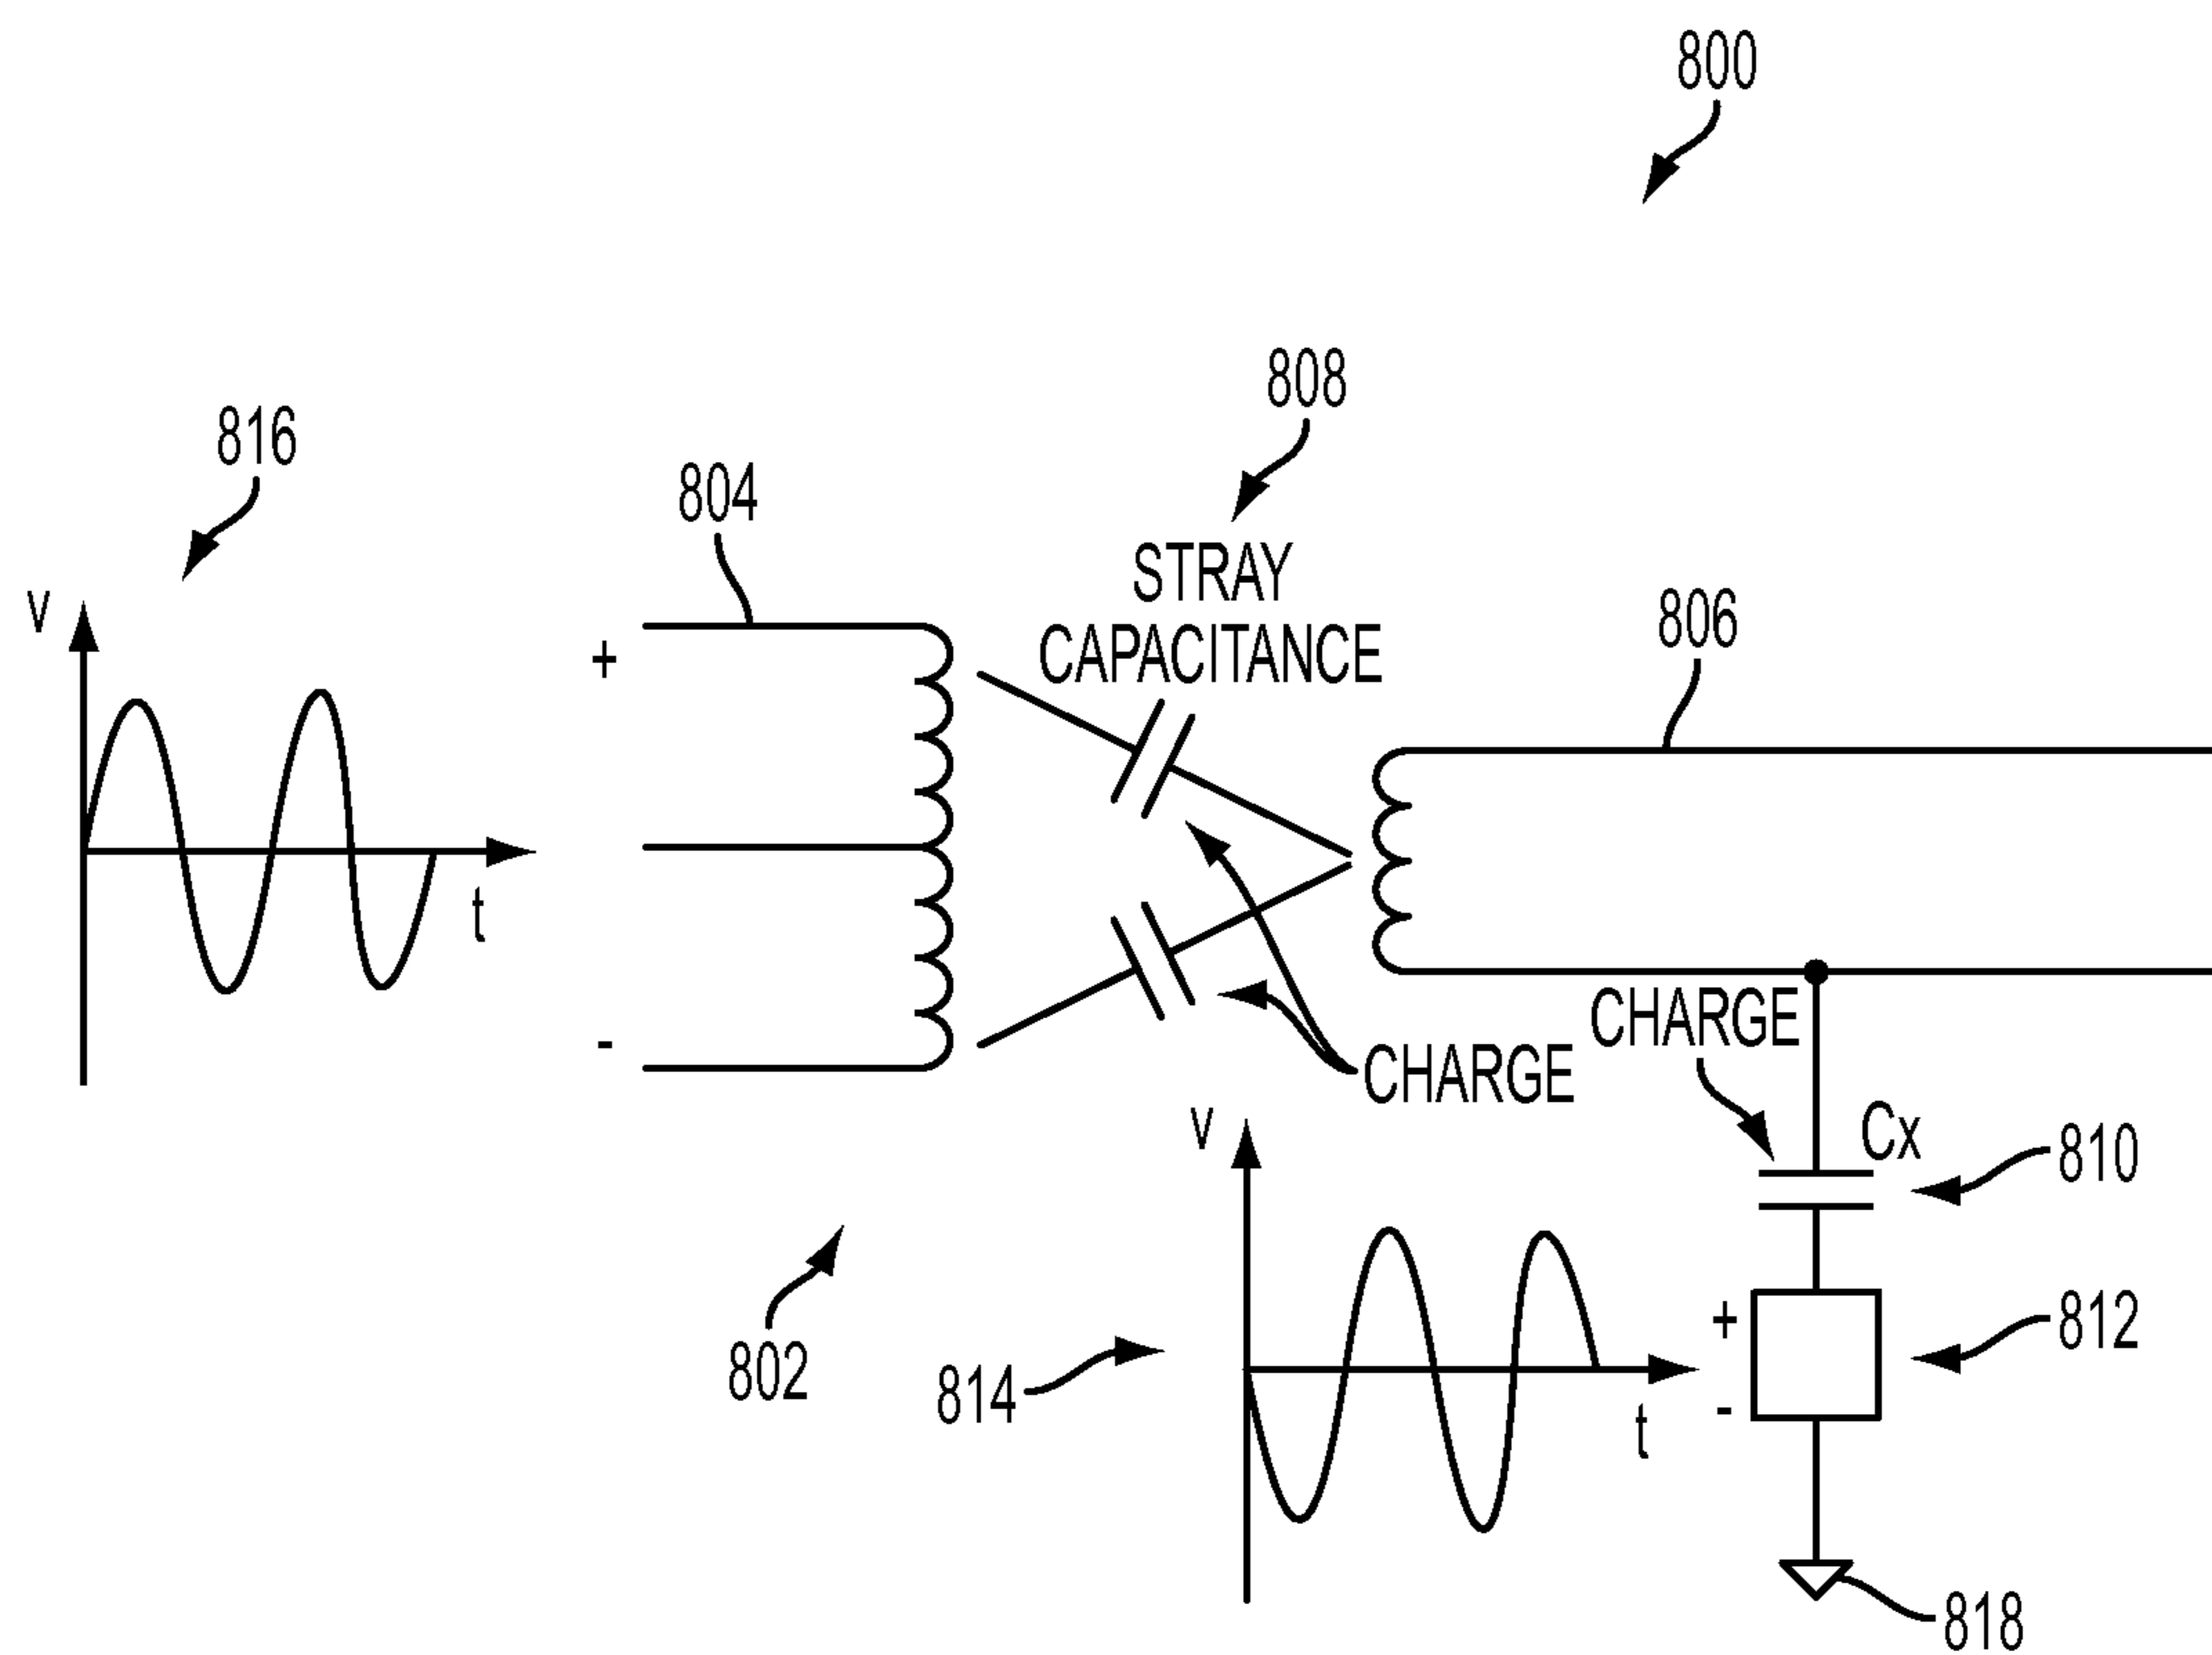 800
808
816
804
STRAY
CAPACITANCE
806
V
+
t
CHARGE
-
CHARGE
V
Cx
810
+
812
802
814
-
t
818